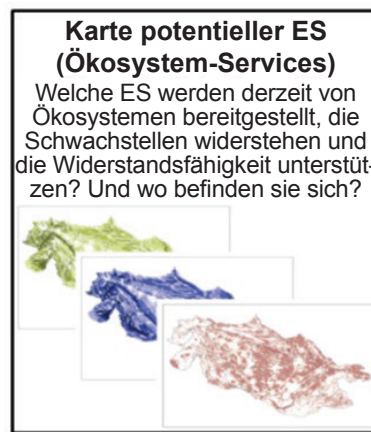 Karte potentieller ES
(Ökosystem-Services)
Welche ES werden derzeit von
Ökosystemen bereitgestellt, die
Schwachstellen widerstehen und
die Widerstandsfähigkeit unterstüt-
zen? Und wo befinden sie sich?